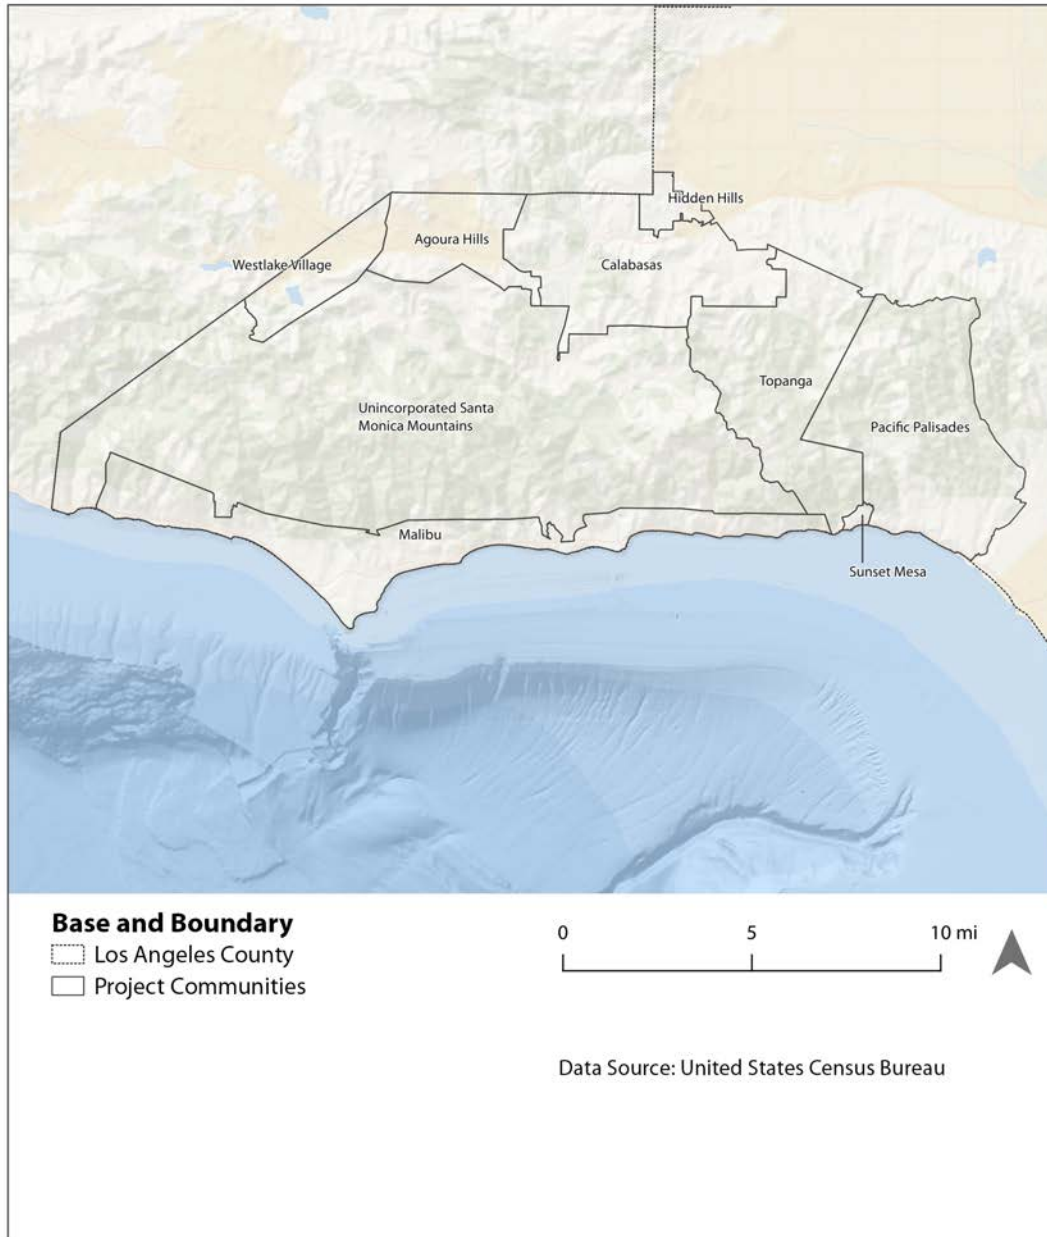 Hidden Hills
Agoura Hills
Westlake Village
Calabasas
Topanga
Unincorporated Santa
Monica Mountains
Pacific Palisades
Malibu
Sunset Mesa
Base and Boundary
Los Angeles County
Project Communities
0 5 10 mi
Data Source: United States Census Bureau